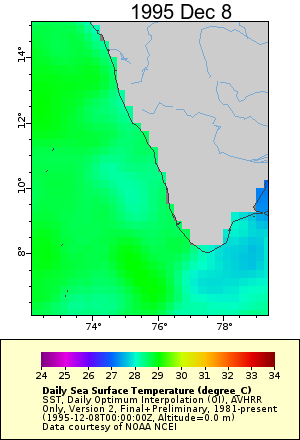 1995 Dec 8
14°
12°
10°
8°
74°
76°
78°
24 25 26 27 28 29 30 31 32 33 34
Daily Sea Surface Temperature (degree_C)
SST, Daily Optimum Interpolation (OI), AVHRR
Only, Version 2, Final+Preliminary, 1981-present
(1995-12-08T00:00:00Z, Altitude=0.0 m)
Data courtesy of NOAA NCEI